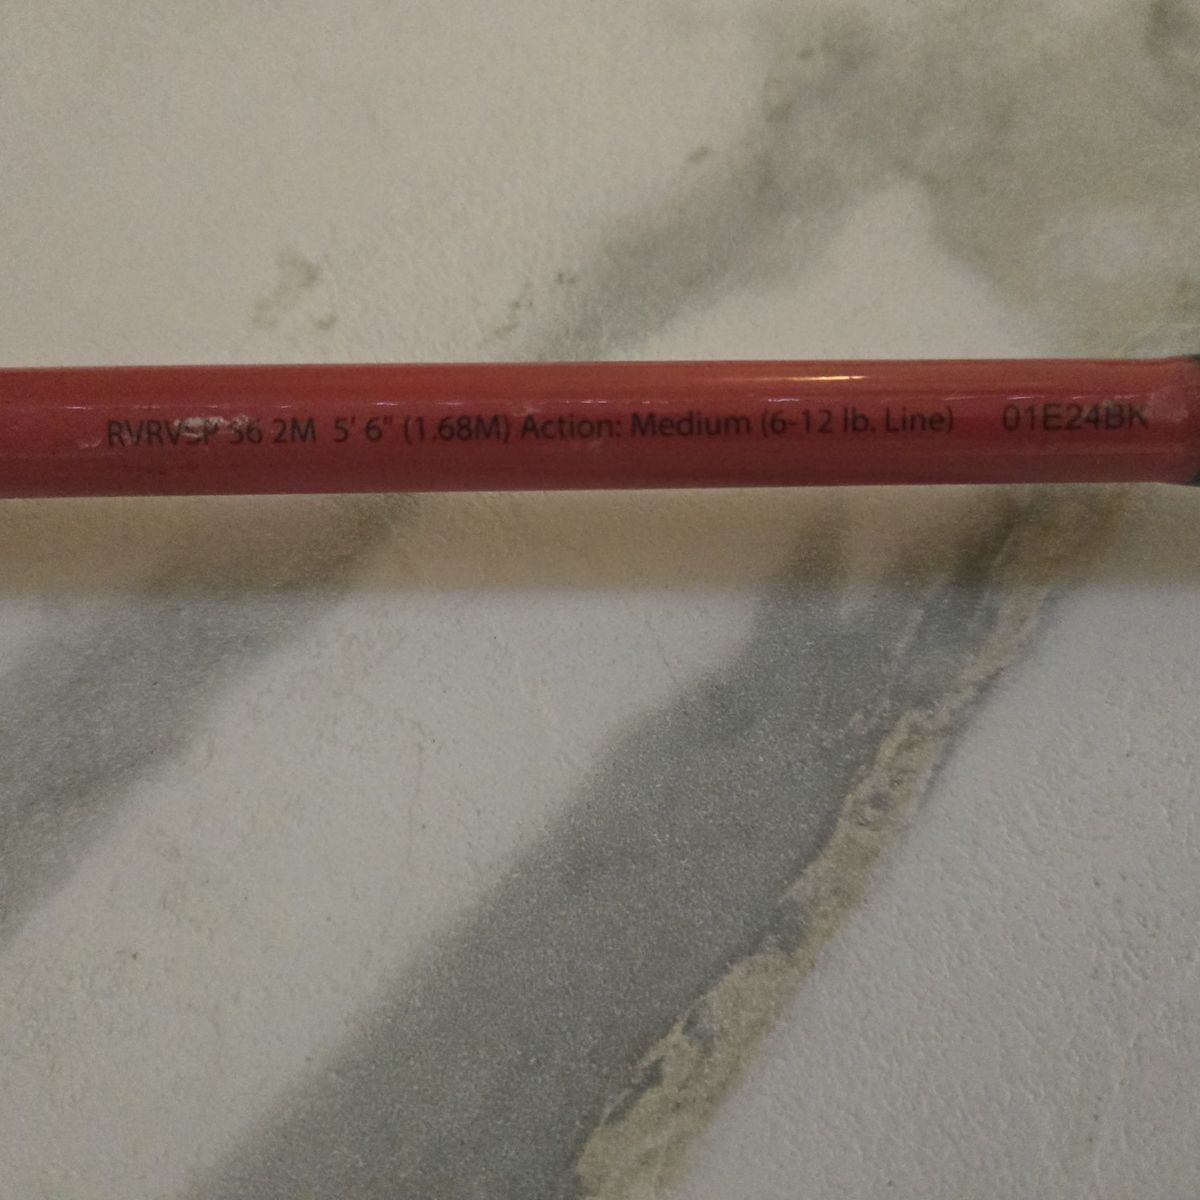 RVRVSP 56 2M 5' 6" (1.68M) Action: Medium (6-12 lb. Line) 01E24BK